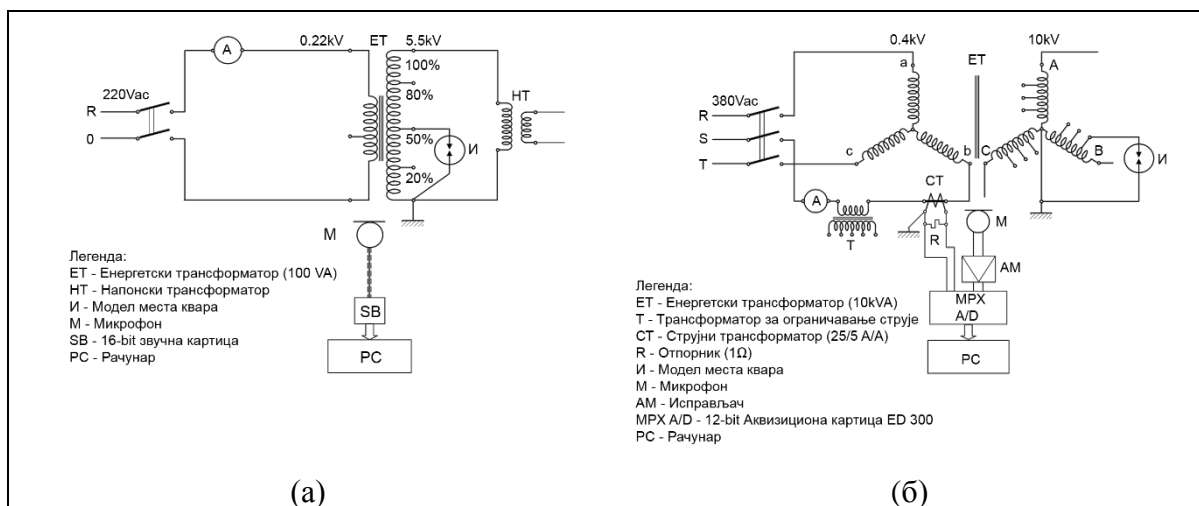 0.22kV ET 5.5kV
A
100%
80%
HT
220Vac
R
0
50%
И
20%
M
Легенда:
ET - Енергетски трансформатор (100 VA)
НТ - Напонски трансформатор
И - Модел места квара
М - Микрофон
SB - 16-bit звучна картица
PC - Рачунар
SB
PC
(а)
0.4kV 10kV
ET
a
A
380Vac
R
S
T
c
b
C
B
И
CT
A
M
T
R
AM
MPX
A/D
PC
Легенда:
ET - Енергетски трансформатор (10kVA)
Т - Трансформатор за ограничавање струје
CT - Струјни трансформатор (25/5 A/A)
R - Отпорник (1Ω)
И - Модел места квара
М - Микрофон
АМ - Исправљач
MPX A/D - 12-bit Аквизициона картица ED 300
PC - Рачунар
(б)